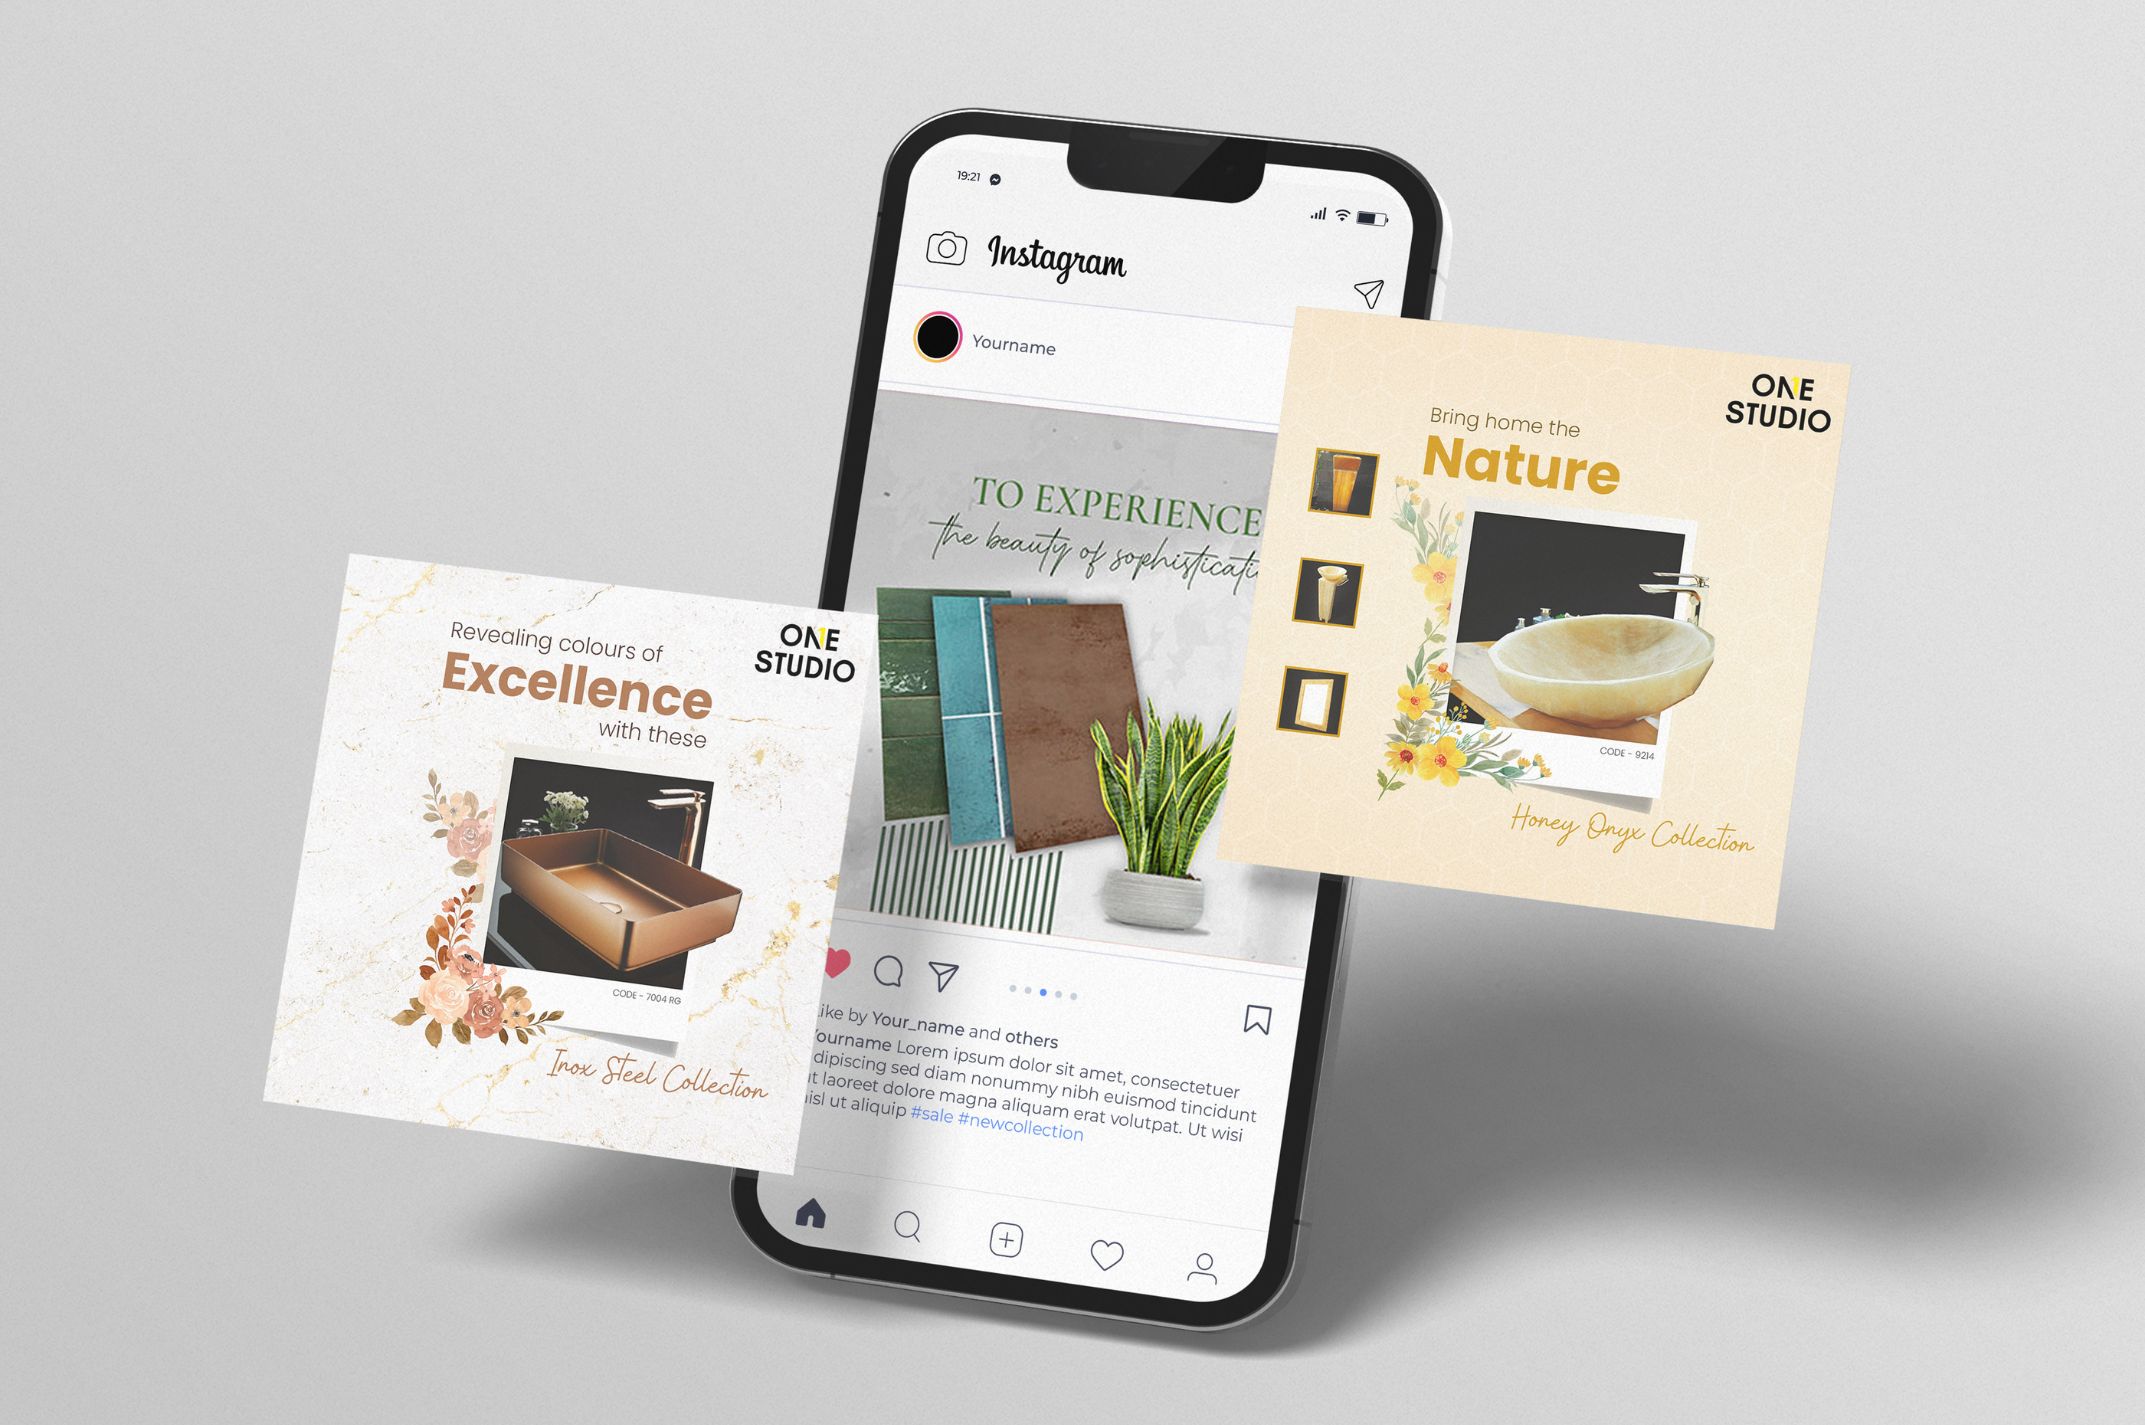 19:21
Instagram
Yourname
TO EXPERIENCE
the beauty of
Like by Your_name and others
Yourname Lorem ipsum dolor sit amet, consectetuer
adipiscing sed diam nonummy nibh euismod tincidunt
ut laoreet dolore magna aliquam erat volutpat. Ut wisi
nisl ut aliquip #sale #newcollection
ONE
STUDIO
Revealing colours of
Excellence
with these
CODE - 7004 RG
Inox Steel Collection
ONE
STUDIO
Bring home the
Nature
CODE - 9214
Honey Onyx Collection